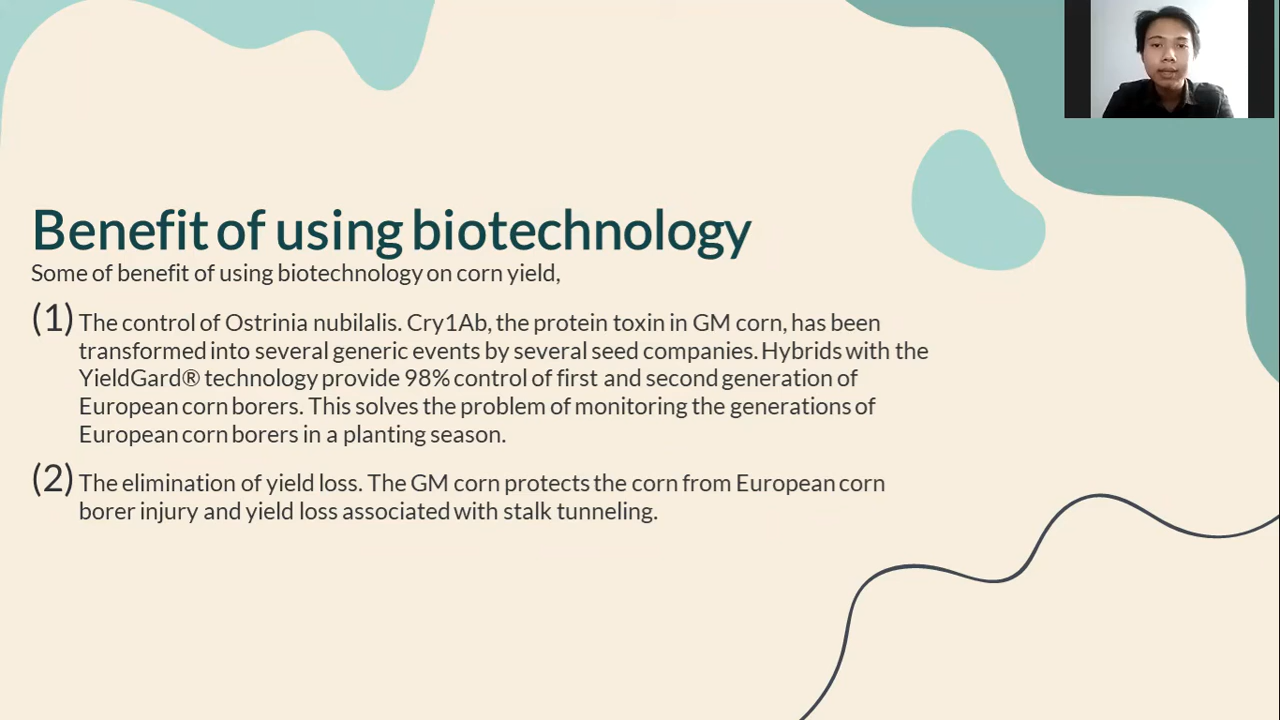 Benefit of using biotechnology
Some of benefit of using biotechnology on corn yield,
(1) The control of Ostrinia nubilalis. Cry1Ab, the protein toxin in GM corn, has been
transformed into several generic events by several seed companies. Hybrids with the
YieldGard® technology provide 98% control of first and second generation of
European corn borers. This solves the problem of monitoring the generations of
European corn borers in a planting season.
(2) The elimination of yield loss. The GM corn protects the corn from European corn
borer injury and yield loss associated with stalk tunneling.